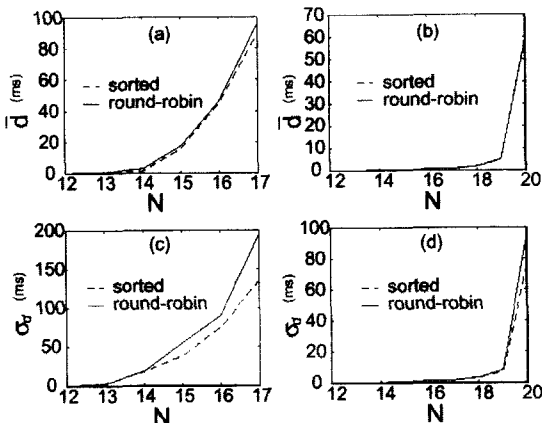 100
80
60
40
20
0
d̄ (ms)
(a)
sorted
round-robin
12 13 14 15 16 17
N
70
60
50
40
30
20
10
0
d̄ (ms)
(b)
sorted
round-robin
12 14 16 18 20
N
200
150
100
50
0
σd (ms)
(c)
sorted
round-robin
12 13 14 15 16 17
N
100
80
60
40
20
0
σd (ms)
(d)
sorted
round-robin
12 14 16 18 20
N